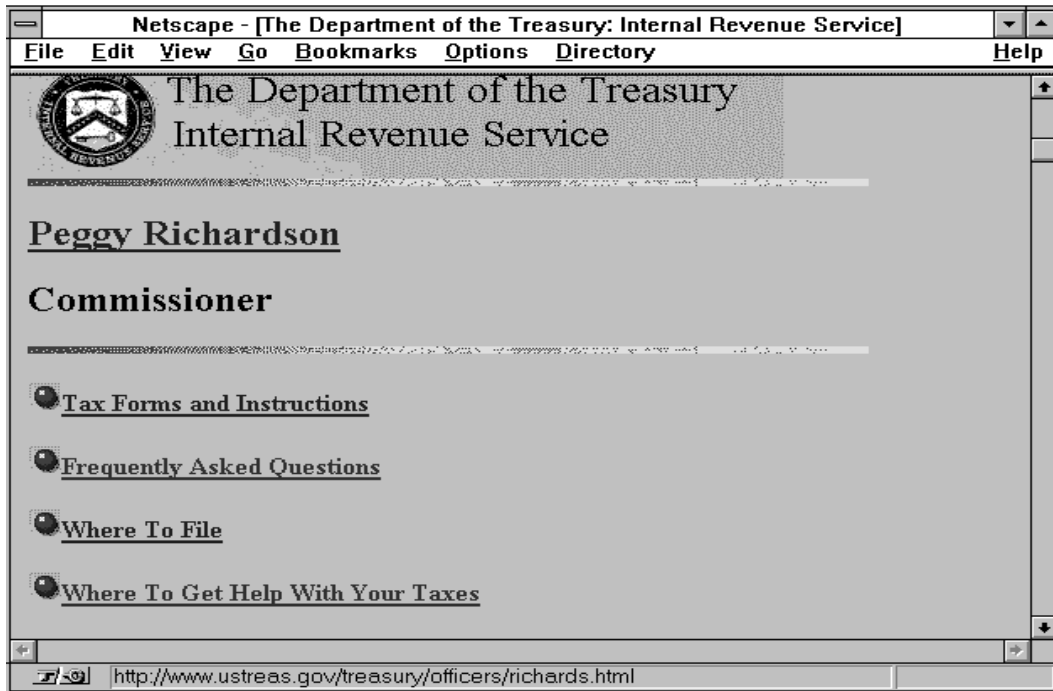 Netscape - [The Department of the Treasury: Internal Revenue Service]
File Edit View Go Bookmarks Options Directory Help
The Department of the Treasury
Internal Revenue Service
Peggy Richardson
Commissioner
Tax Forms and Instructions
Frequently Asked Questions
Where To File
Where To Get Help With Your Taxes
http://www.ustreas.gov/treasury/officers/richards.html